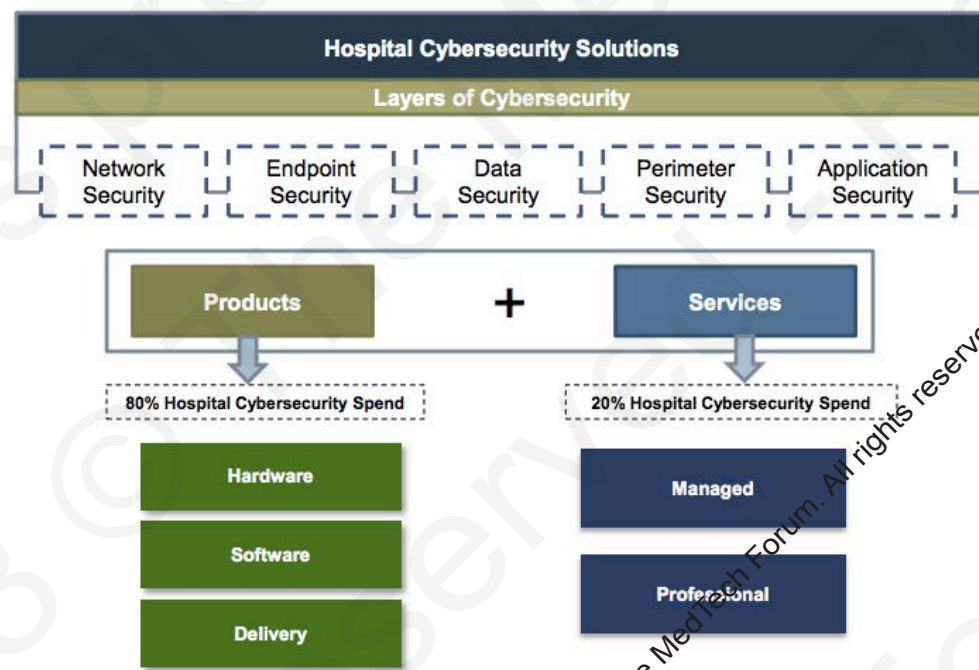 Hospital Cybersecurity Solutions
Layers of Cybersecurity
Network Security
Endpoint Security
Data Security
Perimeter Security
Application Security
Products
+
Services
80% Hospital Cybersecurity Spend
20% Hospital Cybersecurity Spend
Hardware
Software
Delivery
Managed
Professional
MedTech Forum. All rights reserve